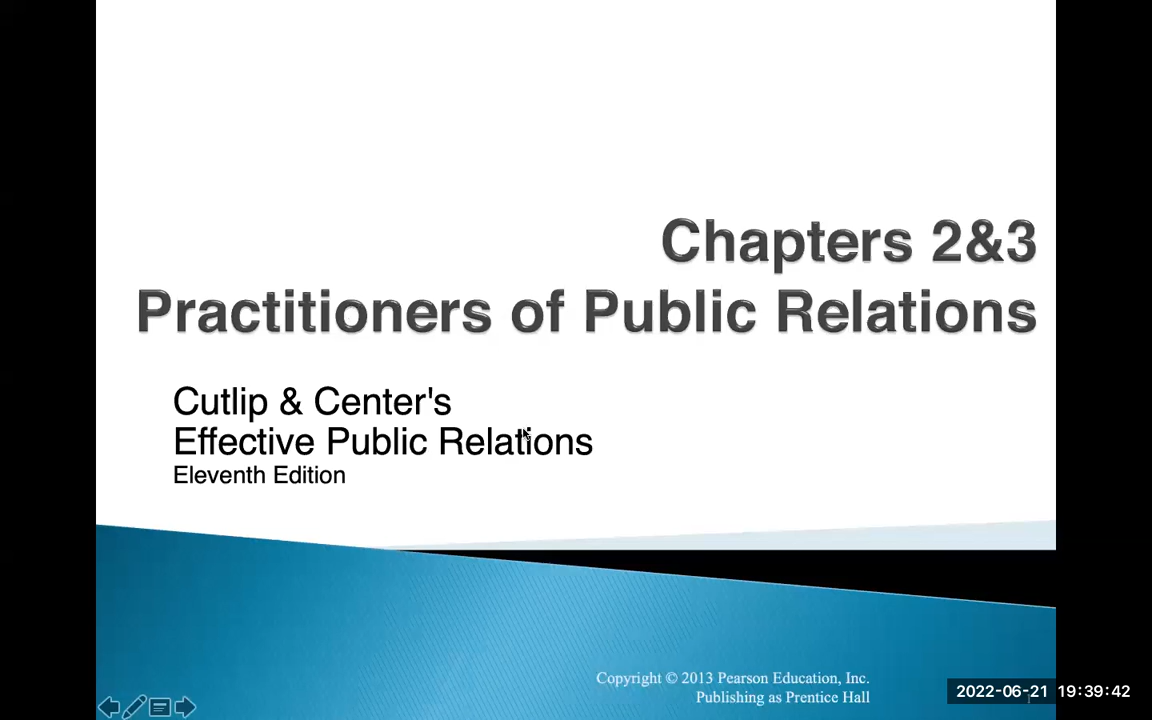 Chapters 2&3
Practitioners of Public Relations
Cutlip & Center's
Effective Public Relations
Eleventh Edition
Copyright © 2013 Pearson Education, Inc.
Publishing as Prentice Hall
2022-06-21 19:39:42